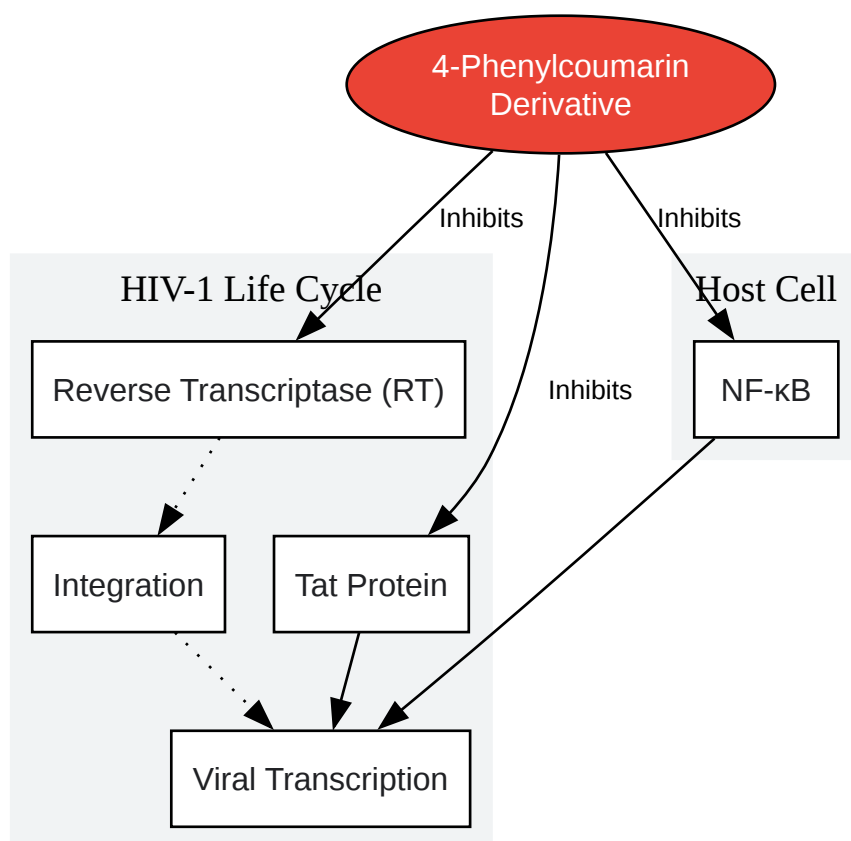 4-Phenylcoumarin
Derivative
Inhibits
Inhibits
HIV-1 Life Cycle
Host Cell
Reverse Transcriptase (RT)
Inhibits
NF-κB
Integration
Tat Protein
Viral Transcription